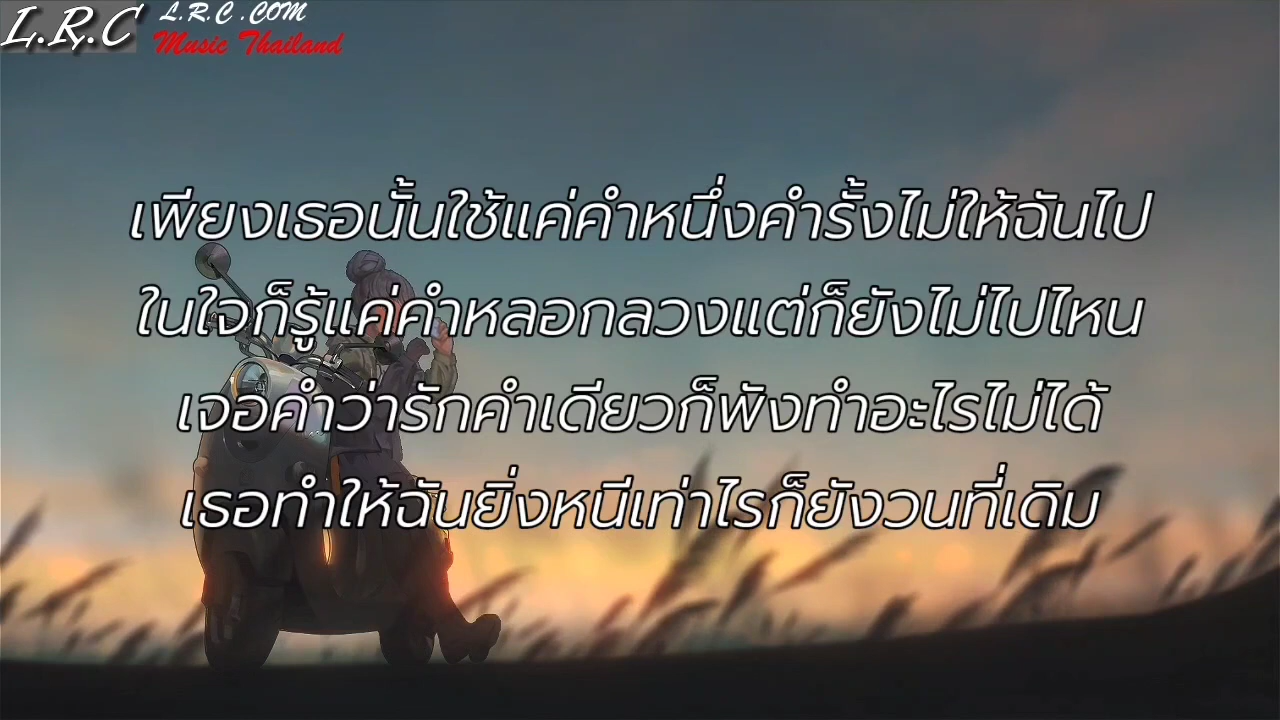 L.R.C
L.R.C .COM
Music Thailand
เพียงเธอนั้นใช้แค่คำหนึ่งคำรั้งไม่ให้ฉันไป
ในใจก็รู้แค่คำหลอกลวงแต่ก็ยังไม่ไปไหน
เจอคำว่ารักคำเดียวก็พังทำอะไรไม่ได้
เธอทำให้ฉันยิ่งหนีเท่าไรก็ยังวนที่เดิม